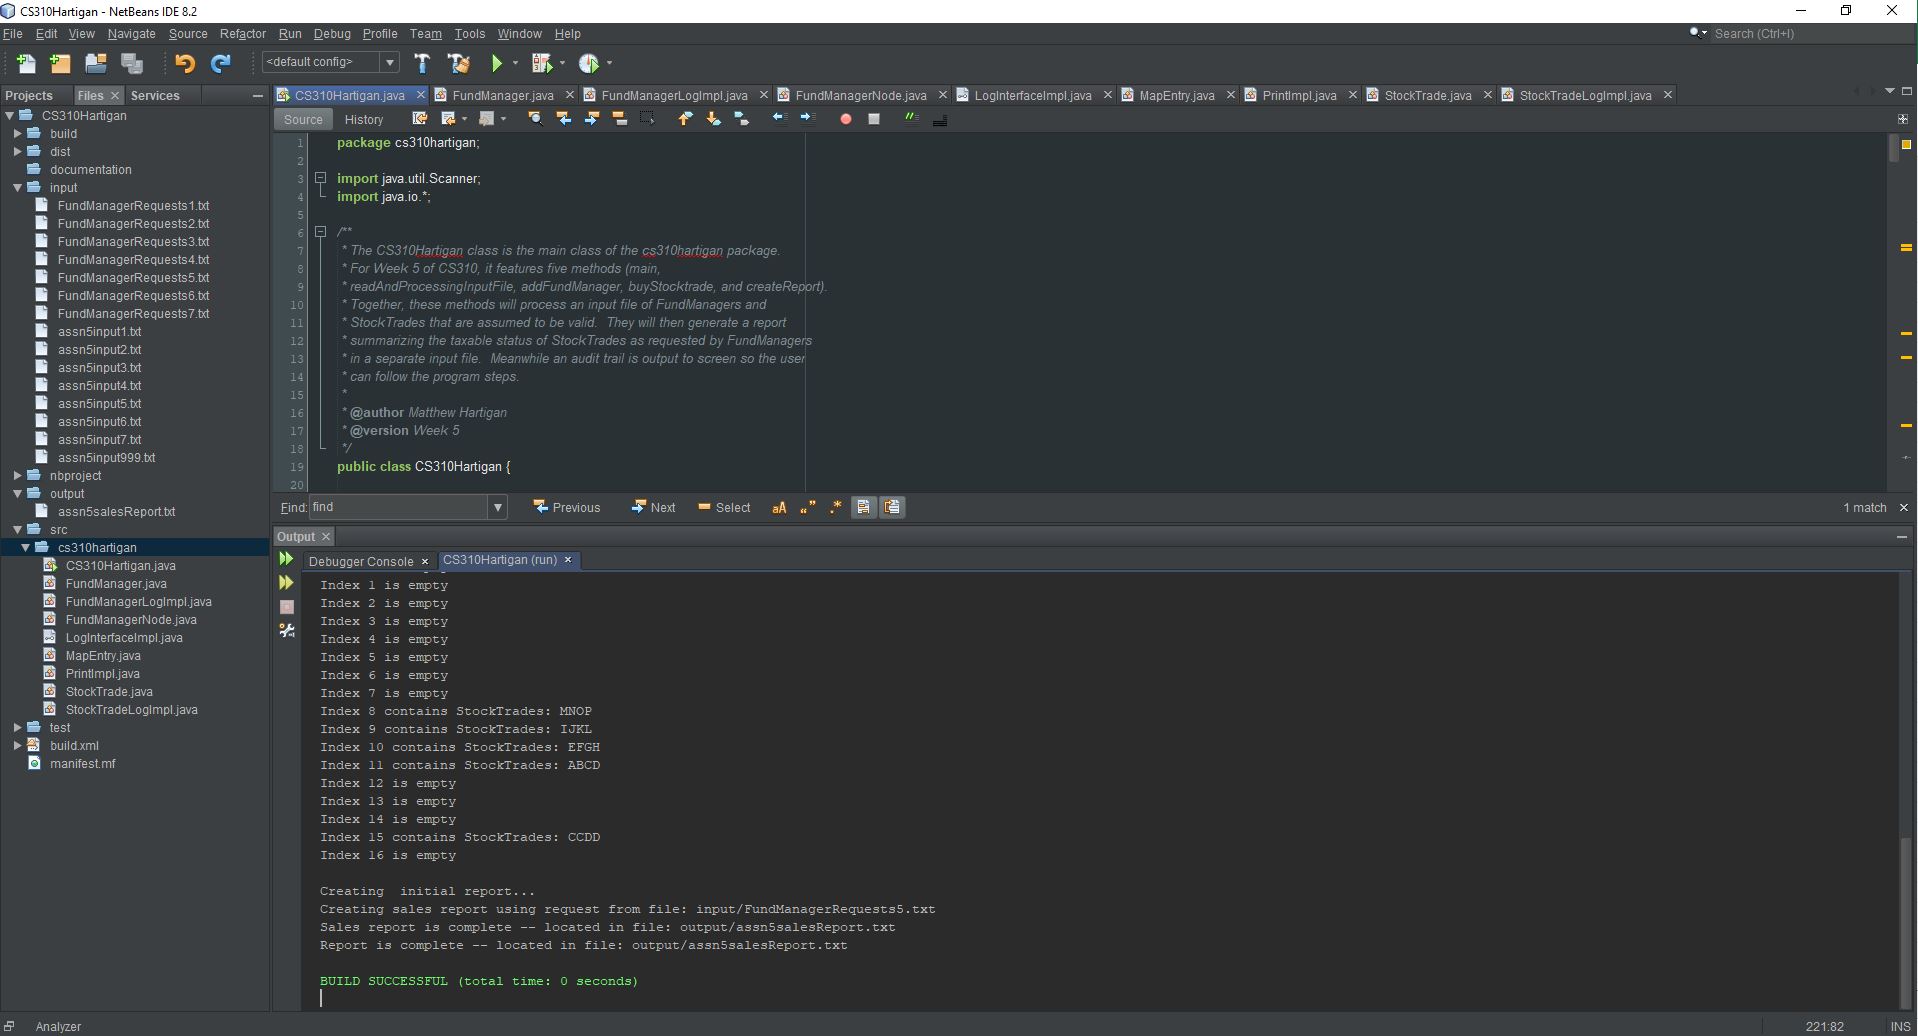 CS310Hartigan - NetBeans IDE 8.2
File Edit View Navigate Source Refactor Run Debug Profile Team Tools Window Help
Search (Ctrl+I)
<default config>
Projects Files Services
CS310Hartigan
build
dist
documentation
input
FundManagerRequests1.txt
FundManagerRequests2.txt
FundManagerRequests3.txt
FundManagerRequests4.txt
FundManagerRequests5.txt
FundManagerRequests6.txt
FundManagerRequests7.txt
assn5input1.txt
assn5input2.txt
assn5input3.txt
assn5input4.txt
assn5input5.txt
assn5input6.txt
assn5input7.txt
assn5input999.txt
nbproject
output
assn5salesReport.txt
src
cs310hartigan
CS310Hartigan.java
FundManager.java
FundManagerLogImpl.java
FundManagerNode.java
LogInterfaceImpl.java
MapEntry.java
PrintImpl.java
StockTrade.java
StockTradeLogImpl.java
test
build.xml
manifest.mf
CS310Hartigan.java FundManager.java FundManagerLogImpl.java FundManagerNode.java LogInterfaceImpl.java MapEntry.java PrintImpl.java StockTrade.java StockTradeLogImpl.java
Source History
1 package cs310hartigan;
2
3 import java.util.Scanner;
4 import java.io.*;
5
6 /**
7 * The CS310Hartigan class is the main class of the cs310hartigan package.
8 * For Week 5 of CS310, it features five methods (main,
9 * readAndProcessingInputFile, addFundManager, buyStocktrade, and createReport).
10 * Together, these methods will process an input file of FundManagers and
11 * StockTrades that are assumed to be valid.  They will then generate a report
12 * summarizing the taxable status of StockTrades as requested by FundManagers
13 * in a separate input file.  Meanwhile an audit trail is output to screen so the user
14 * can follow the program steps.
15 *
16 * @author Matthew Hartigan
17 * @version Week 5
18 */
19 public class CS310Hartigan {
20
Find: find Previous Next Select 1 match
Output
Debugger Console CS310Hartigan (run)
Index 1 is empty
Index 2 is empty
Index 3 is empty
Index 4 is empty
Index 5 is empty
Index 6 is empty
Index 7 is empty
Index 8 contains StockTrades: MNOP
Index 9 contains StockTrades: IJKL
Index 10 contains StockTrades: EFGH
Index 11 contains StockTrades: ABCD
Index 12 is empty
Index 13 is empty
Index 14 is empty
Index 15 contains StockTrades: CCDD
Index 16 is empty
Creating  initial report...
Creating sales report using request from file: input/FundManagerRequests5.txt
Sales report is complete -- located in file: output/assn5salesReport.txt
Report is complete -- located in file: output/assn5salesReport.txt
BUILD SUCCESSFUL (total time: 0 seconds)
Analyzer 221:82 INS